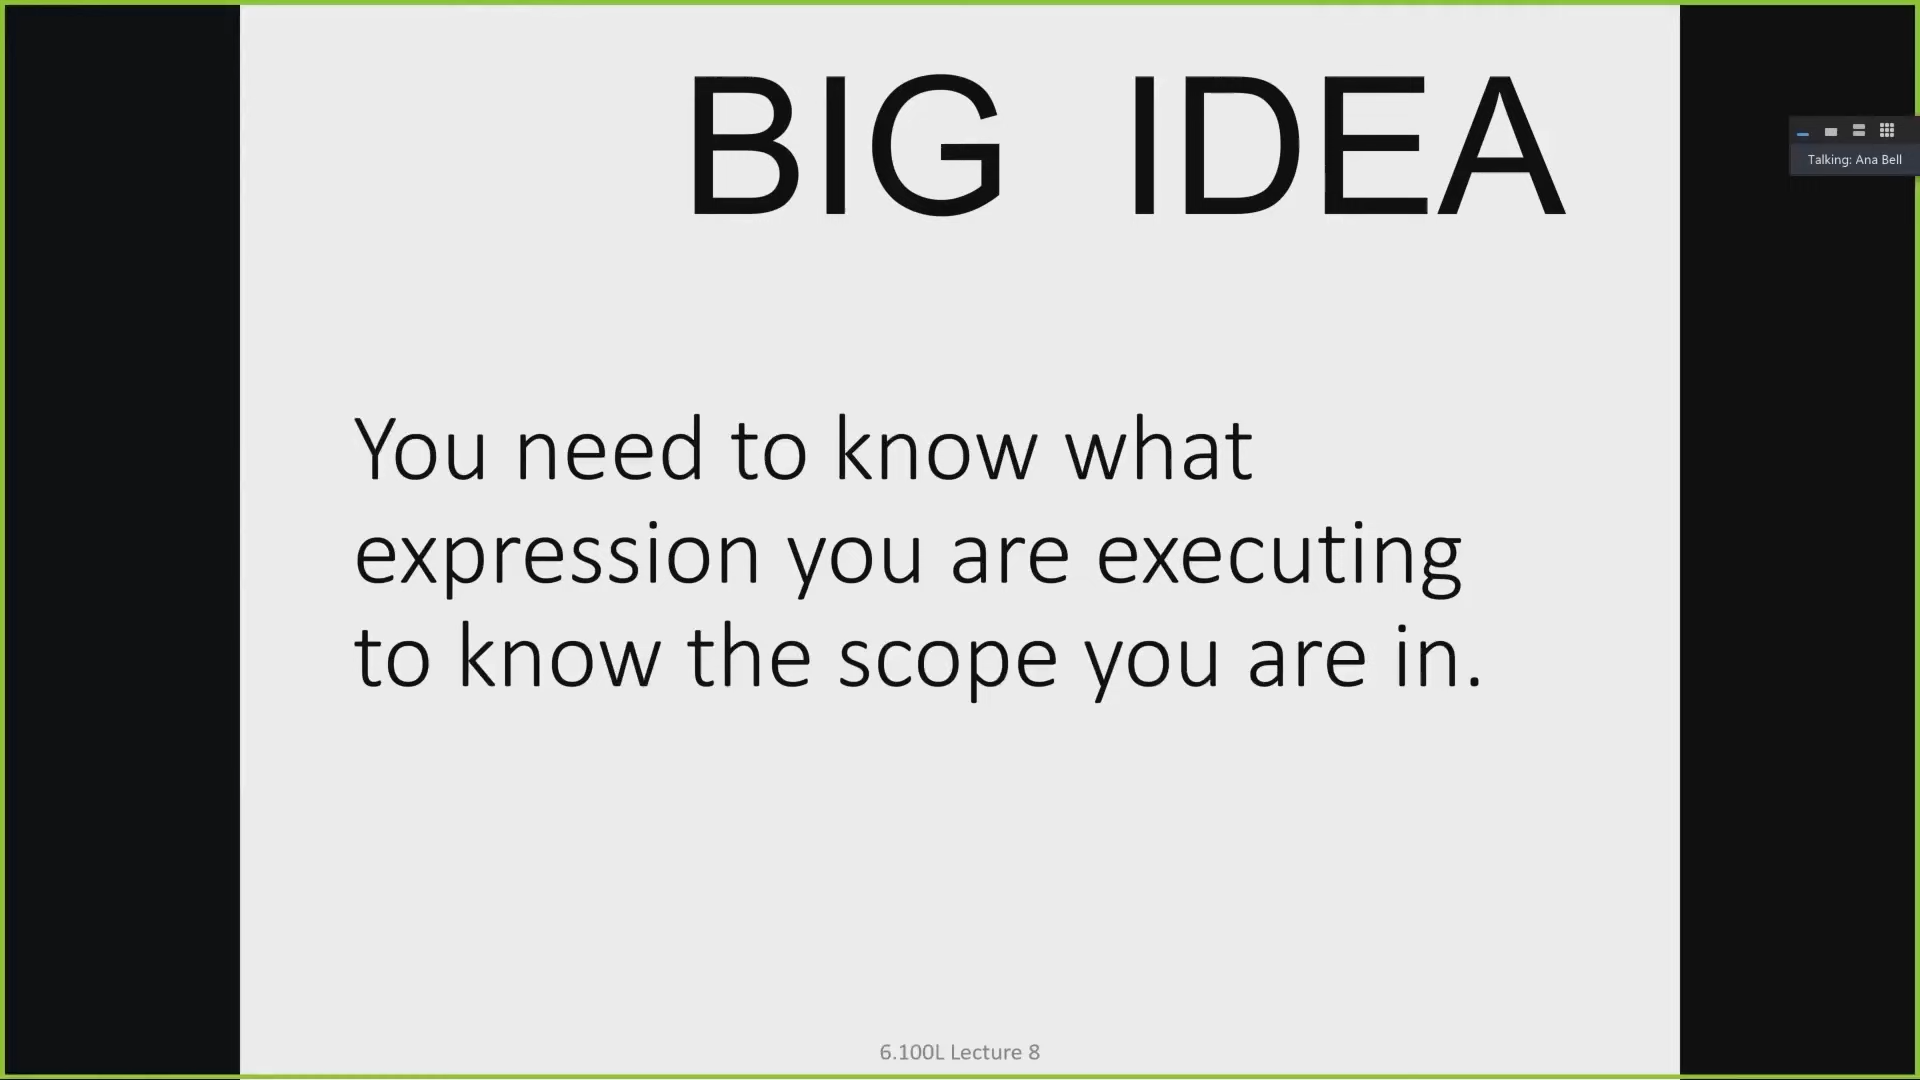 BIG IDEA
Talking: Ana Bell
You need to know what
expression you are executing
to know the scope you are in.
6.100L Lecture 8